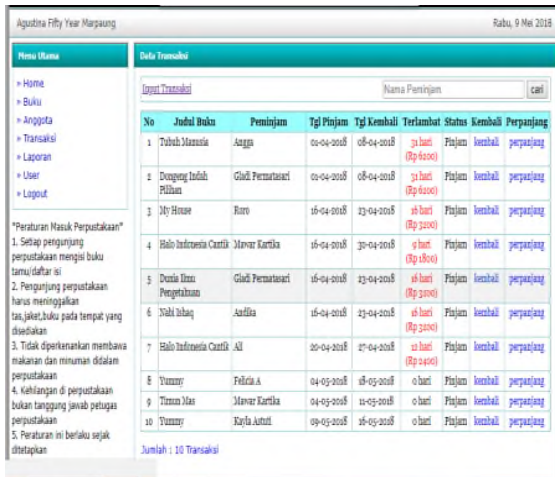 Agustina Fifty Year Marpaung
Rabu, 9 Mei 2018
Menu Utama
» Home
» Buku
» Anggota
» Transaksi
» Laporan
» User
» Logout
"Peraturan Masuk Perpustakaan"
1. Setiap pengunjung
perpustakaan mengisi buku
tamu/daftar isi
2. Pengunjung perpustakaan
harus meninggalkan
tas,jaket,buku pada tempat yang
disediakan
3. Tidak diperkenankan membawa
makanan dan minuman didalam
perpustakaan
4. Kehilangan di perpustakaan
bukan tanggung jawab petugas
perpustakaan
5. Peraturan ini berlaku sejak
ditetapkan
Data Transaksi
Input Transaksi
Nama Peminjam
cari
No Judul Buku Peminjam Tgl Pinjam Tgl Kembali Terlambat Status Kembali Perpanjang
1 Tubuh Manusia Angga 01-04-2018 08-04-2018 31 hari Pinjam kembali perpanjang
(Rp 6200)
2 Dongeng Indah Gladi Permatasari 01-04-2018 08-04-2018 31 hari Pinjam kembali perpanjang
Pilihan (Rp 6200)
3 My House Roro 16-04-2018 23-04-2018 16 hari Pinjam kembali perpanjang
(Rp 3200)
4 Halo Indonesia Cantik Mawar Kartika 16-04-2018 30-04-2018 9 hari Pinjam kembali perpanjang
(Rp 1800)
5 Dunia Ilmu Gladi Permatasari 16-04-2018 23-04-2018 16 hari Pinjam kembali perpanjang
Pengetahuan (Rp 3200)
6 Nabi Ishaq Andika 16-04-2018 23-04-2018 16 hari Pinjam kembali perpanjang
(Rp 3200)
7 Halo Indonesia Cantik Ali 20-04-2018 27-04-2018 12 hari Pinjam kembali perpanjang
(Rp 2400)
8 Yummy Felicia A 04-05-2018 18-05-2018 0 hari Pinjam kembali perpanjang
9 Timun Mas Mawar Kartika 04-05-2018 11-05-2018 0 hari Pinjam kembali perpanjang
10 Yummy Kayla Astuti 09-05-2018 16-05-2018 0 hari Pinjam kembali perpanjang
Jumlah : 10 Transaksi